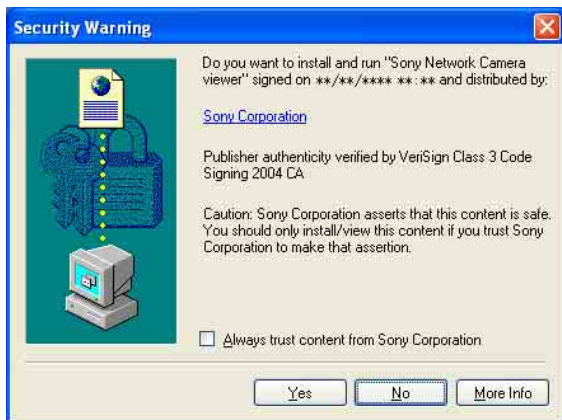 Security Warning
Do you want to install and run "Sony Network Camera
viewer" signed on **/**/**** **:** and distributed by:
Sony Corporation
Publisher authenticity verified by VeriSign Class 3 Code
Signing 2004 CA
Caution: Sony Corporation asserts that this content is safe.
You should only install/view this content if you trust Sony
Corporation to make that assertion.
Always trust content from Sony Corporation
Yes No More Info